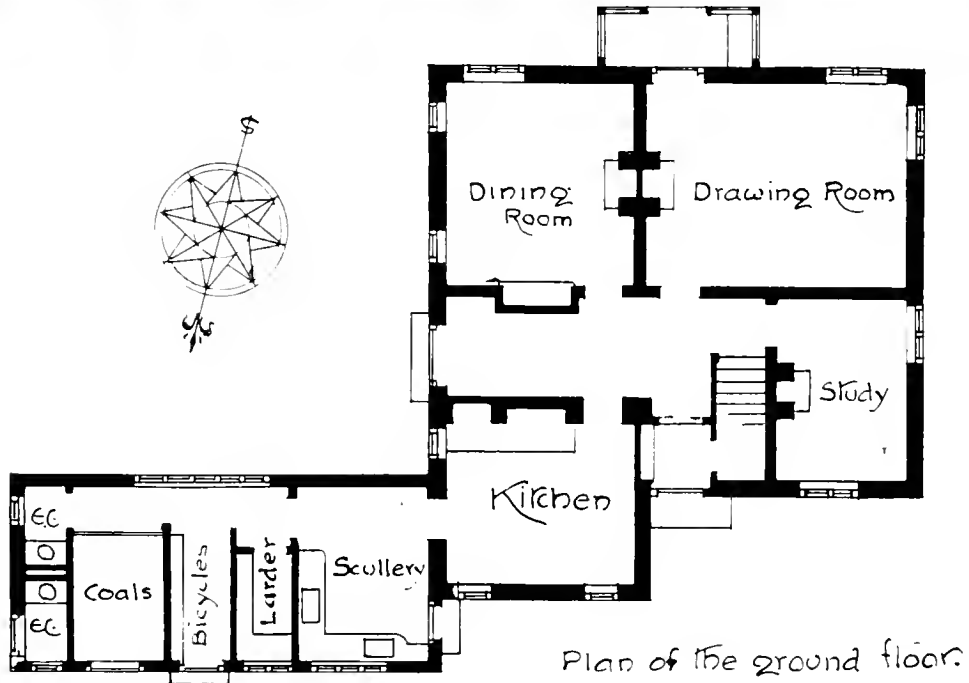 S
Dining
Room
Drawing Room
Study
Kitchen
E.C
Coals
Bicycles
Larder
Scullery
E.C
Plan of the ground floor.